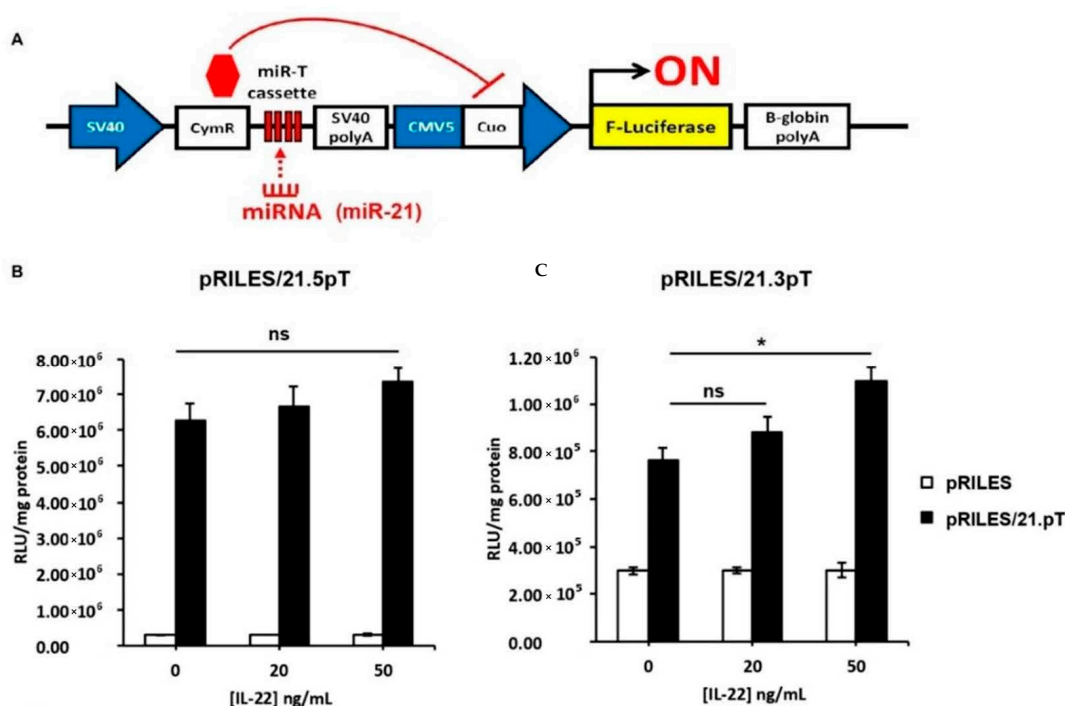 A
miR-T
cassette
ON
SV40
CymR
SV40
polyA
CMV5
Cuo
F-Luciferase
B-globin
polyA
miRNA (miR-21)
B
pRILES/21.5pT
ns
8.00×10⁶
7.00×10⁶
6.00×10⁶
5.00×10⁶
4.00×10⁶
3.00×10⁶
2.00×10⁶
1.00×10⁶
0.00
RLU/mg protein
0 20 50
[IL-22] ng/mL
C
pRILES/21.3pT
*
ns
1.20 × 10⁶
1.00 × 10⁶
8.00 × 10⁵
6.00 × 10⁵
4.00 × 10⁵
2.00 × 10⁵
0.00
RLU/mg protein
0 20 50
[IL-22] ng/mL
pRILES
pRILES/21.pT